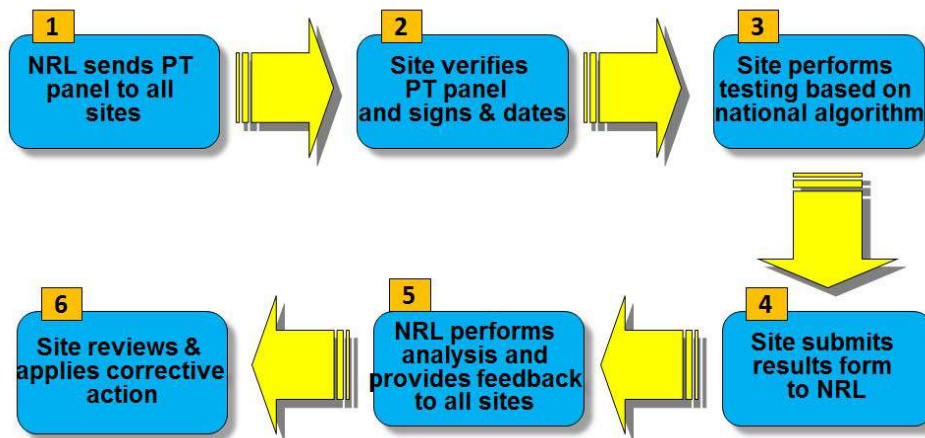 1
NRL sends PT
panel to all
sites
2
Site verifies
PT panel
and signs & dates
3
Site performs
testing based on
national algorithm
4
Site submits
results form
to NRL
5
NRL performs
analysis and
provides feedback
to all sites
6
Site reviews &
applies corrective
action